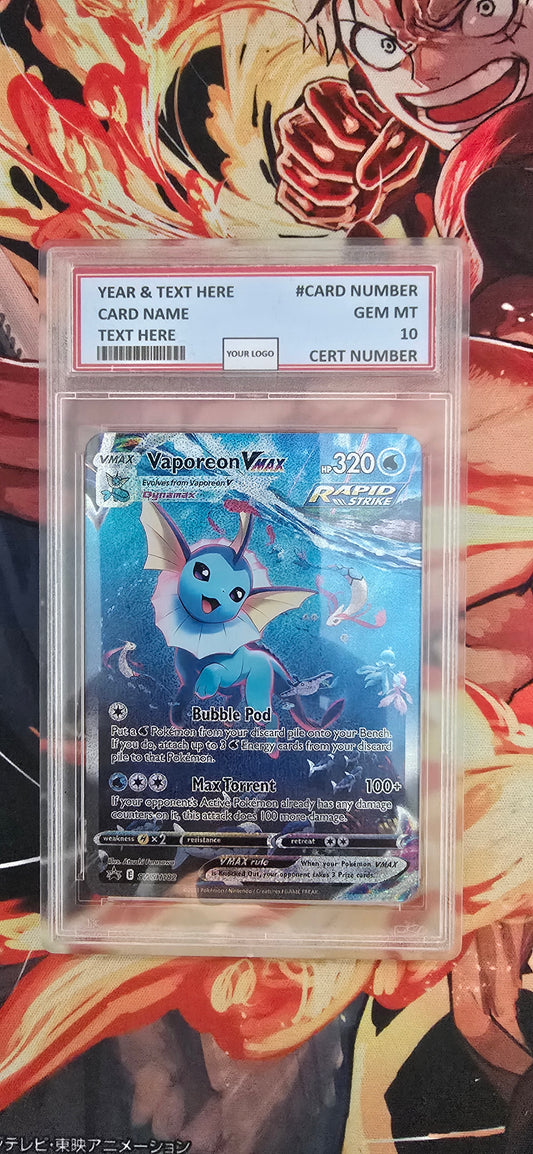 YEAR & TEXT HERE #CARD NUMBER
CARD NAME GEM MT
TEXT HERE 10
YOUR LOGO CERT NUMBER
VMAX Vaporeon VMAX HP 320
Evolves from Vaporeon V
Dynamax RAPID STRIKE
Bubble Pod
Put a Pokémon from your discard pile onto your Bench.
If you do, attach up to 3 Energy cards from your discard
pile to that Pokémon.
Max Torrent 100+
If your opponent's Active Pokémon already has any damage
counters on it, this attack does 100 more damage.
weakness ×2 resistance retreat
VMAX rule When your Pokémon VMAX
is Knocked Out, your opponent takes 3 Prize cards.
テレビ・東映アニメーション